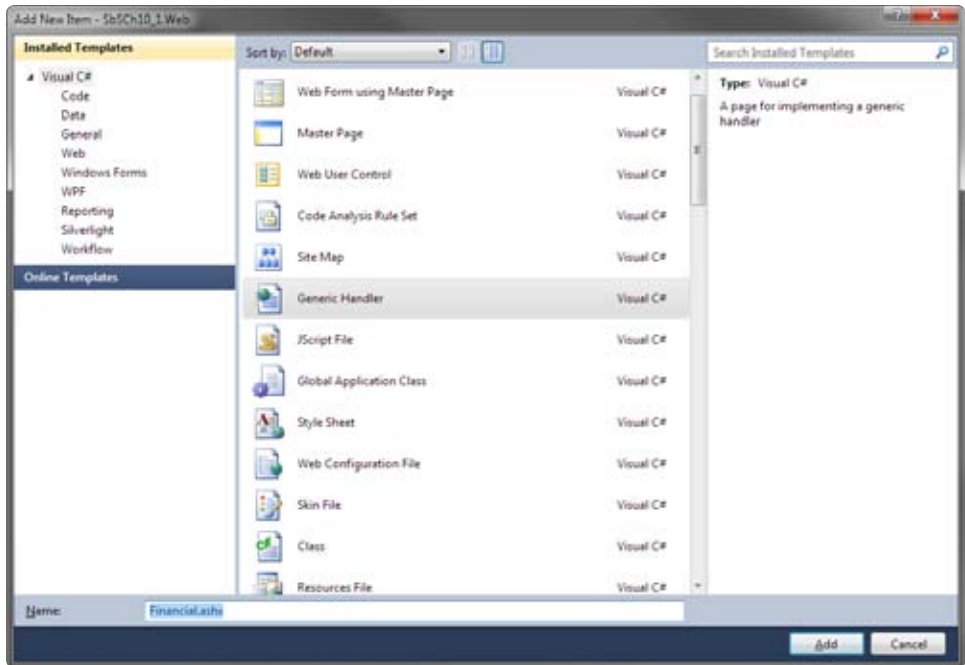 Add New Item - SbSCh10_1.Web
Installed Templates
Visual C#
Code
Data
General
Web
Windows Forms
WPF
Reporting
Silverlight
Workflow
Online Templates
Sort by: Default
Web Form using Master Page Visual C#
Master Page Visual C#
Web User Control Visual C#
Code Analysis Rule Set Visual C#
Site Map Visual C#
Generic Handler Visual C#
JScript File Visual C#
Global Application Class Visual C#
Style Sheet Visual C#
Web Configuration File Visual C#
Skin File Visual C#
Class Visual C#
Resources File Visual C#
Search Installed Templates
Type: Visual C#
A page for implementing a generic
handler
Name: Financial.ashx
Add Cancel